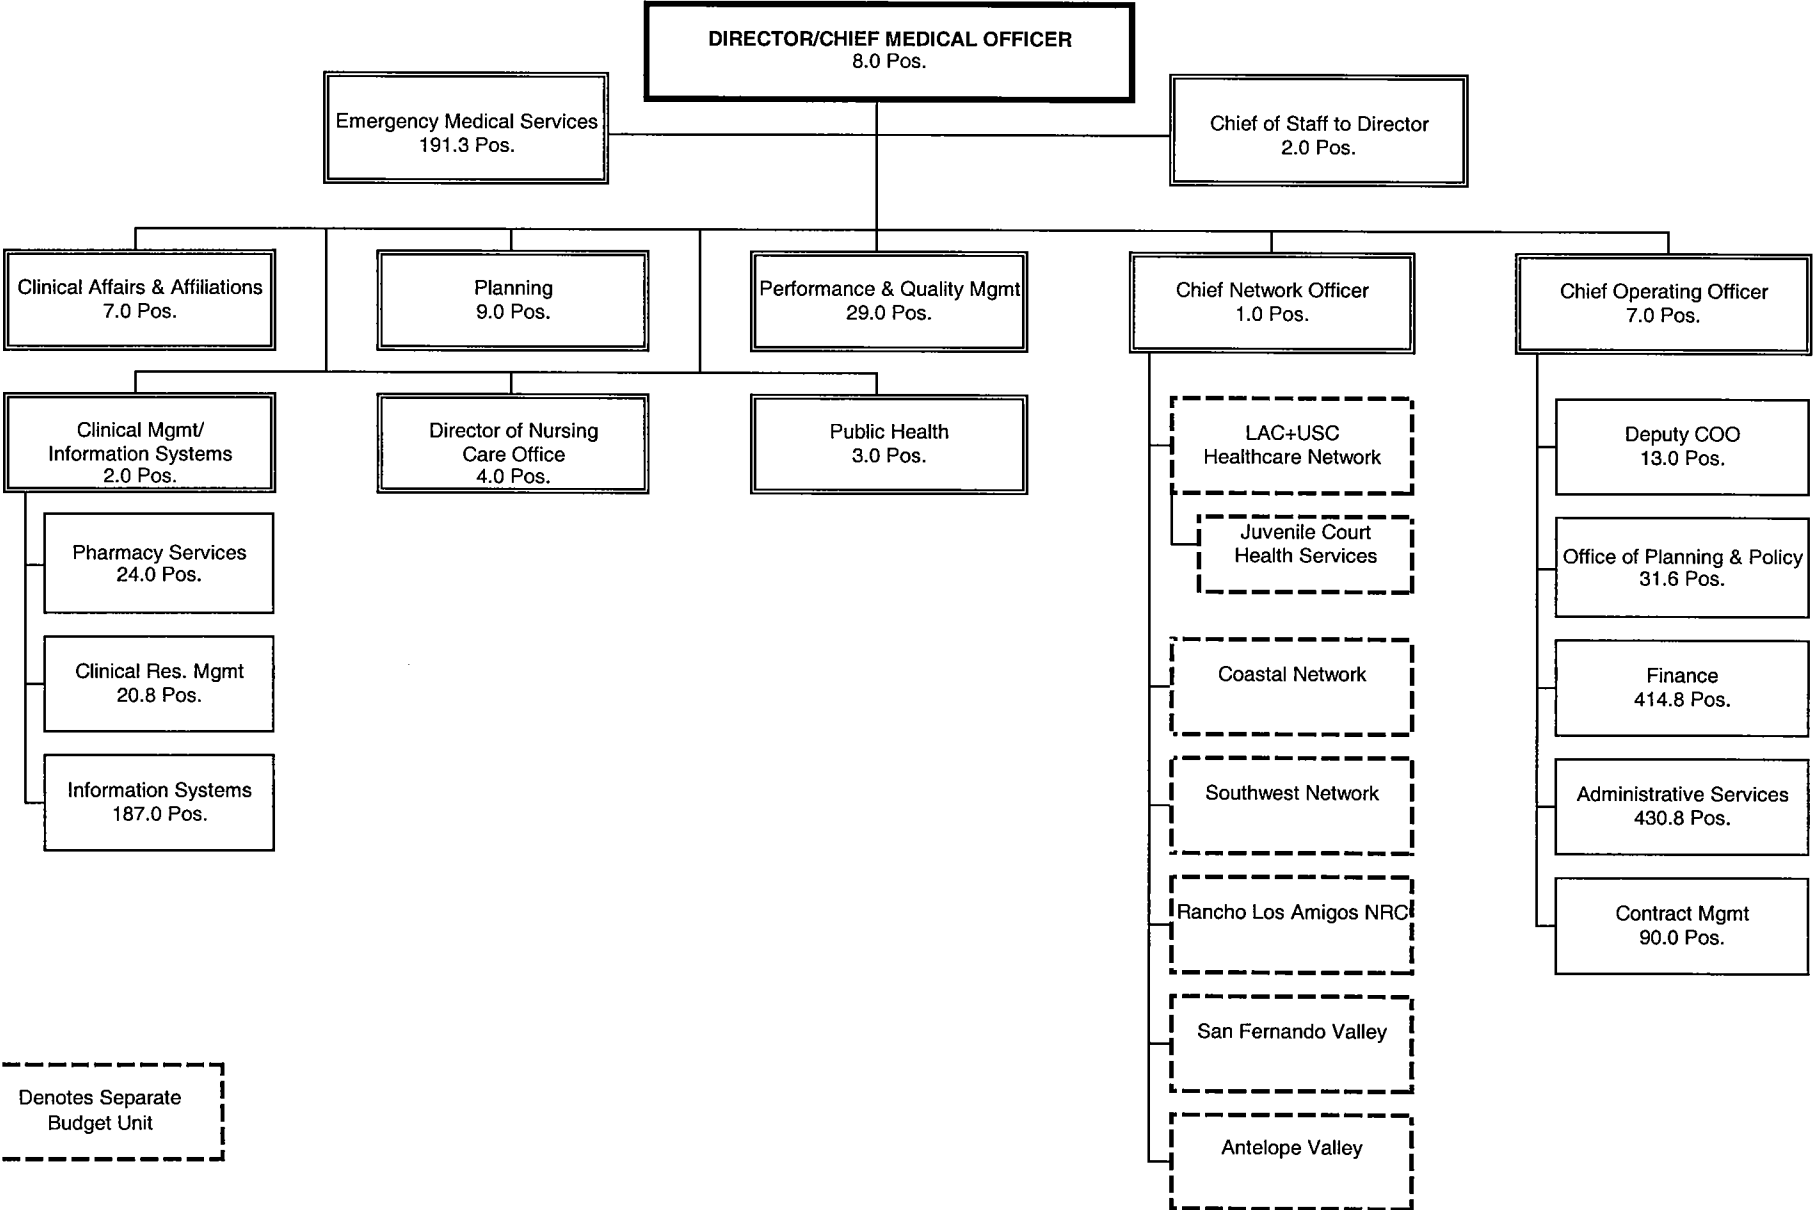 DIRECTOR/CHIEF MEDICAL OFFICER
8.0 Pos.
Emergency Medical Services
191.3 Pos.
Chief of Staff to Director
2.0 Pos.
Clinical Affairs & Affiliations
7.0 Pos.
Planning
9.0 Pos.
Performance & Quality Mgmt
29.0 Pos.
Chief Network Officer
1.0 Pos.
Chief Operating Officer
7.0 Pos.
Clinical Mgmt/
Information Systems
2.0 Pos.
Director of Nursing
Care Office
4.0 Pos.
Public Health
3.0 Pos.
Pharmacy Services
24.0 Pos.
Clinical Res. Mgmt
20.8 Pos.
Information Systems
187.0 Pos.
LAC+USC
Healthcare Network
Juvenile Court
Health Services
Coastal Network
Southwest Network
Rancho Los Amigos NRC
San Fernando Valley
Antelope Valley
Deputy COO
13.0 Pos.
Office of Planning & Policy
31.6 Pos.
Finance
414.8 Pos.
Administrative Services
430.8 Pos.
Contract Mgmt
90.0 Pos.
Denotes Separate
Budget Unit